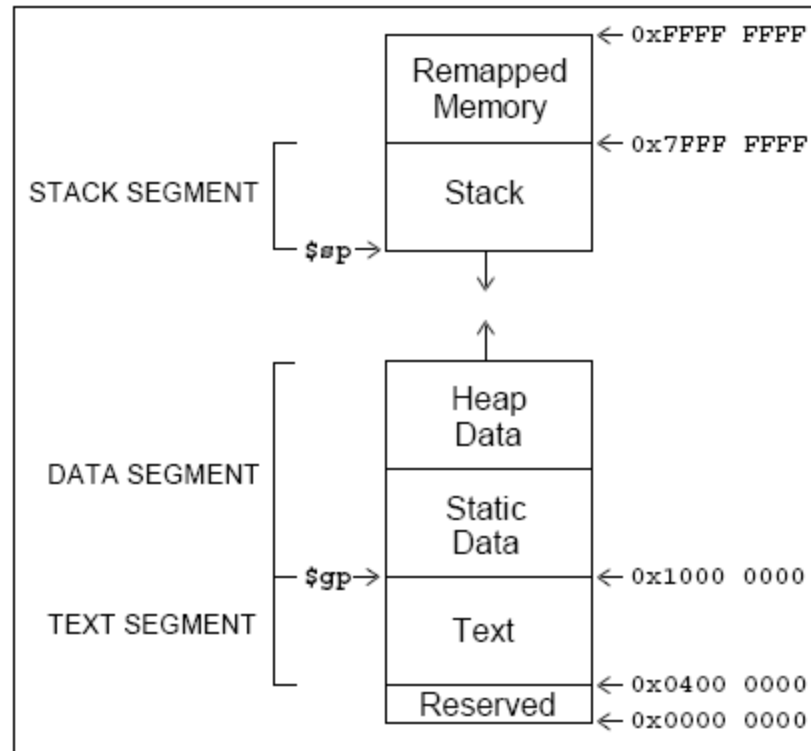 0xFFFF FFFF
Remapped
Memory
0x7FFF FFFF
STACK SEGMENT
Stack
$sp
Heap
Data
DATA SEGMENT
Static
Data
$gp
0x1000 0000
TEXT SEGMENT
Text
0x0400 0000
Reserved
0x0000 0000